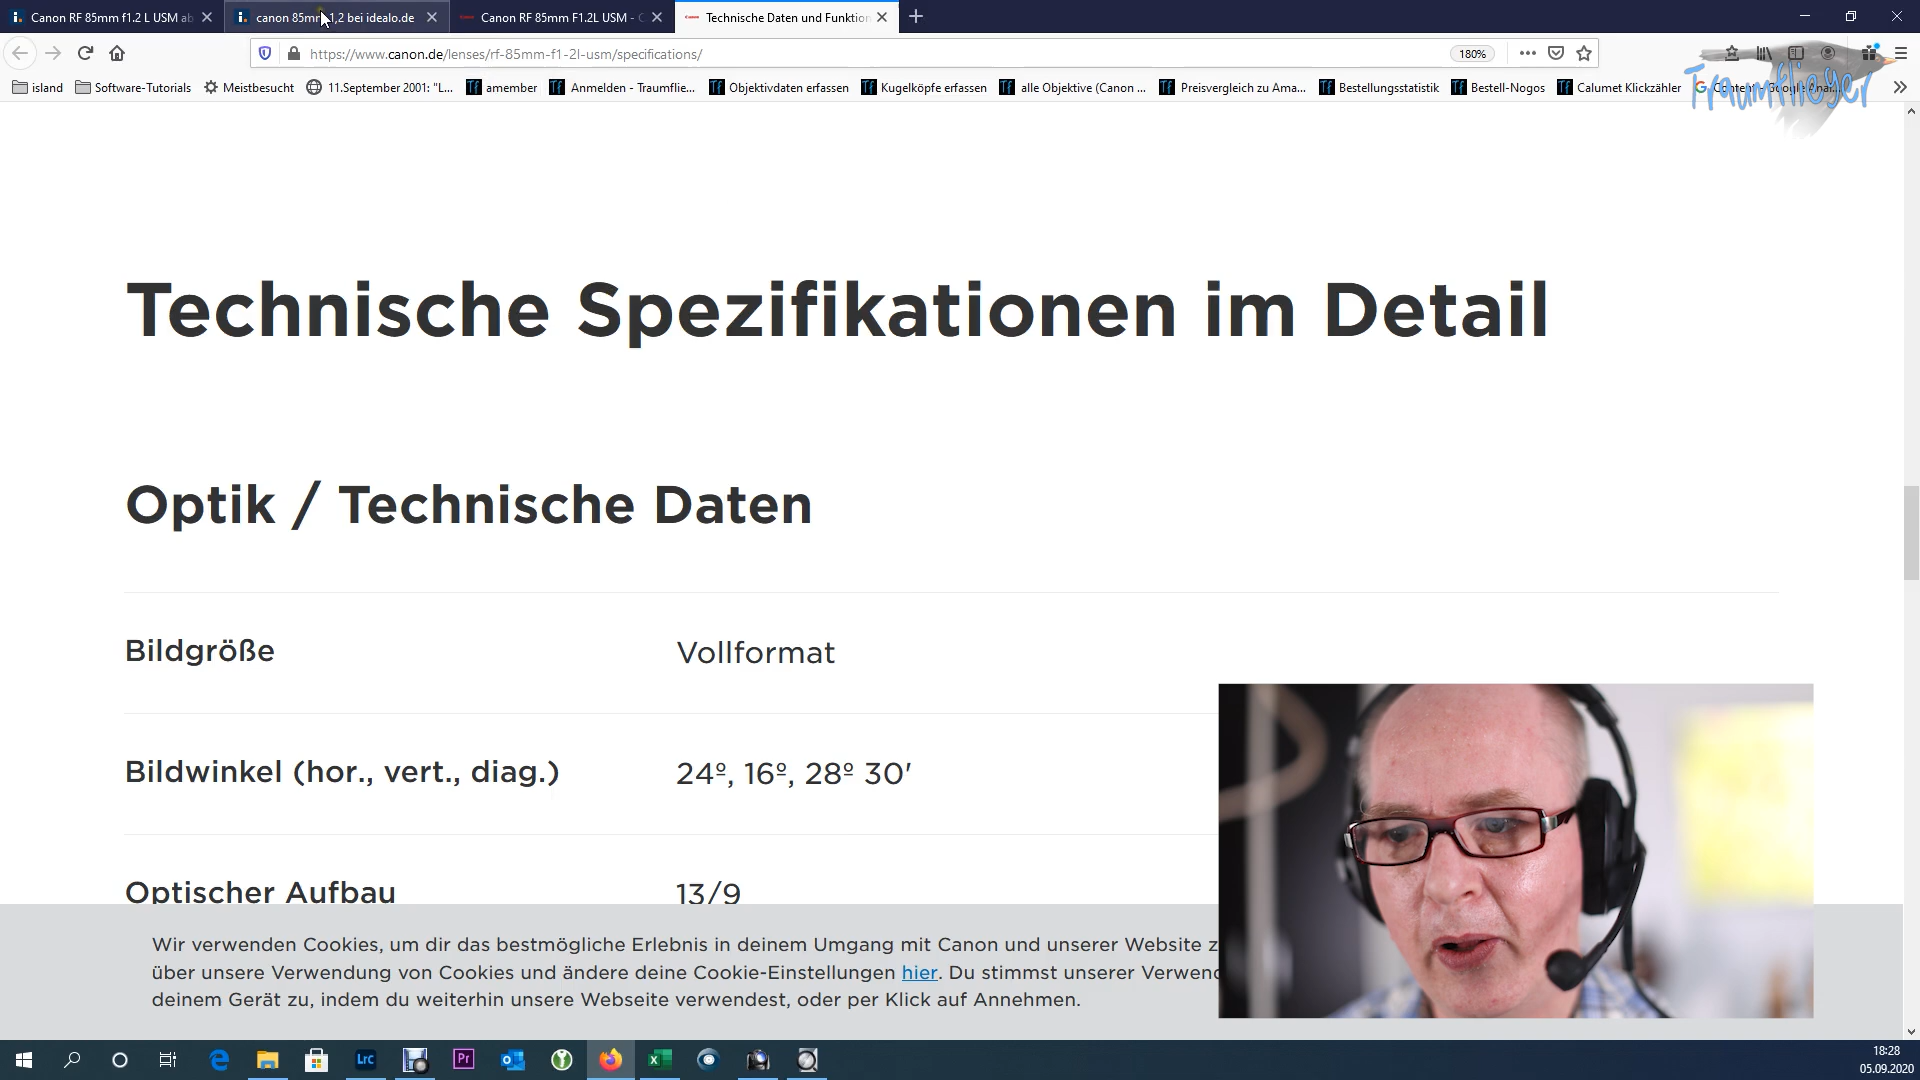 Canon RF 85mm f1.2 L USM ab
canon 85mm 1,2 bei idealo.de
Canon RF 85mm F1.2L USM - C
Technische Daten und Funktion
https://www.canon.de/lenses/rf-85mm-f1-2l-usm/specifications/
180%
island
Software-Tutorials
Meistbesucht
11.September 2001: "L...
amember
Anmelden - Traumflie...
Objektivdaten erfassen
Kugelköpfe erfassen
alle Objektive (Canon ...
Preisvergleich zu Ama...
Bestellungsstatistik
Bestell-Nogos
Calumet Klickzähler
Traumflieger
Technische Spezifikationen im Detail
Optik / Technische Daten
Bildgröße
Vollformat
Bildwinkel (hor., vert., diag.)
24º, 16º, 28º 30'
Optischer Aufbau
13/9
Wir verwenden Cookies, um dir das bestmögliche Erlebnis in deinem Umgang mit Canon und unserer Website z
über unsere Verwendung von Cookies und ändere deine Cookie-Einstellungen hier. Du stimmst unserer Verwend
deinem Gerät zu, indem du weiterhin unsere Webseite verwendest, oder per Klick auf Annehmen.
Lrc
Pr
18:28
05.09.2020